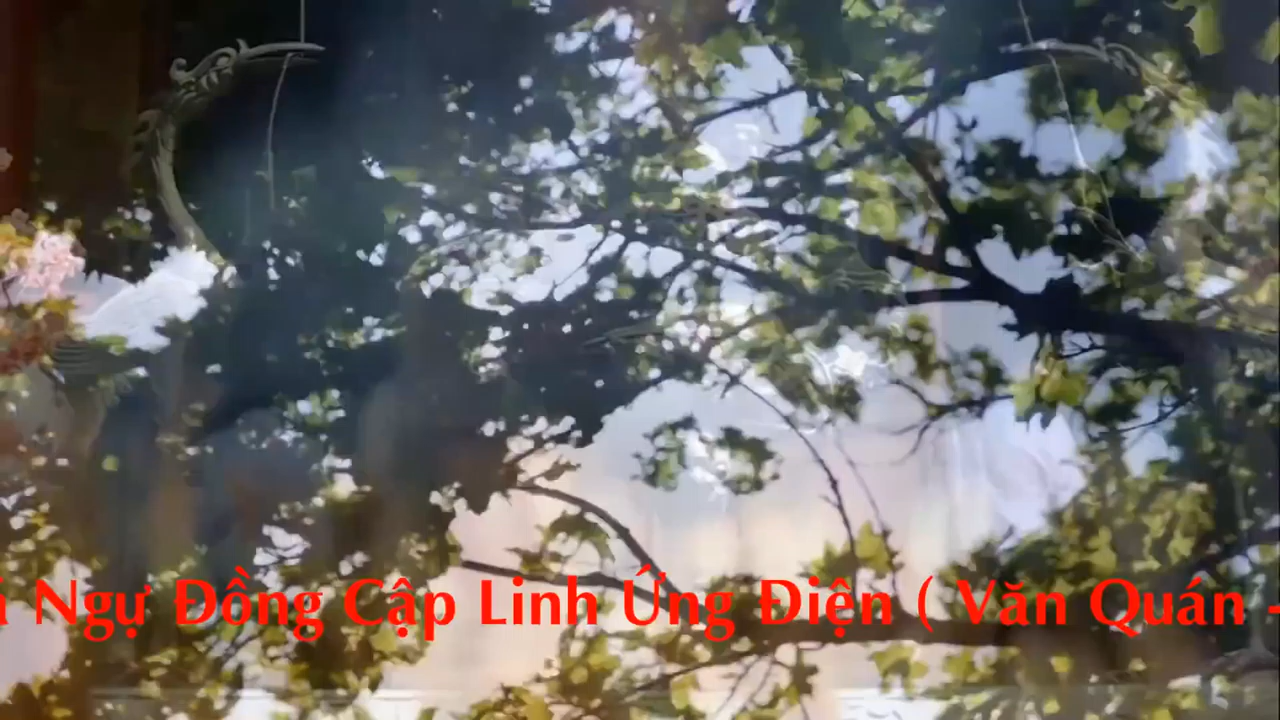 Ngự Đồng Cập Linh Ứng Điện ( Văn Quán -